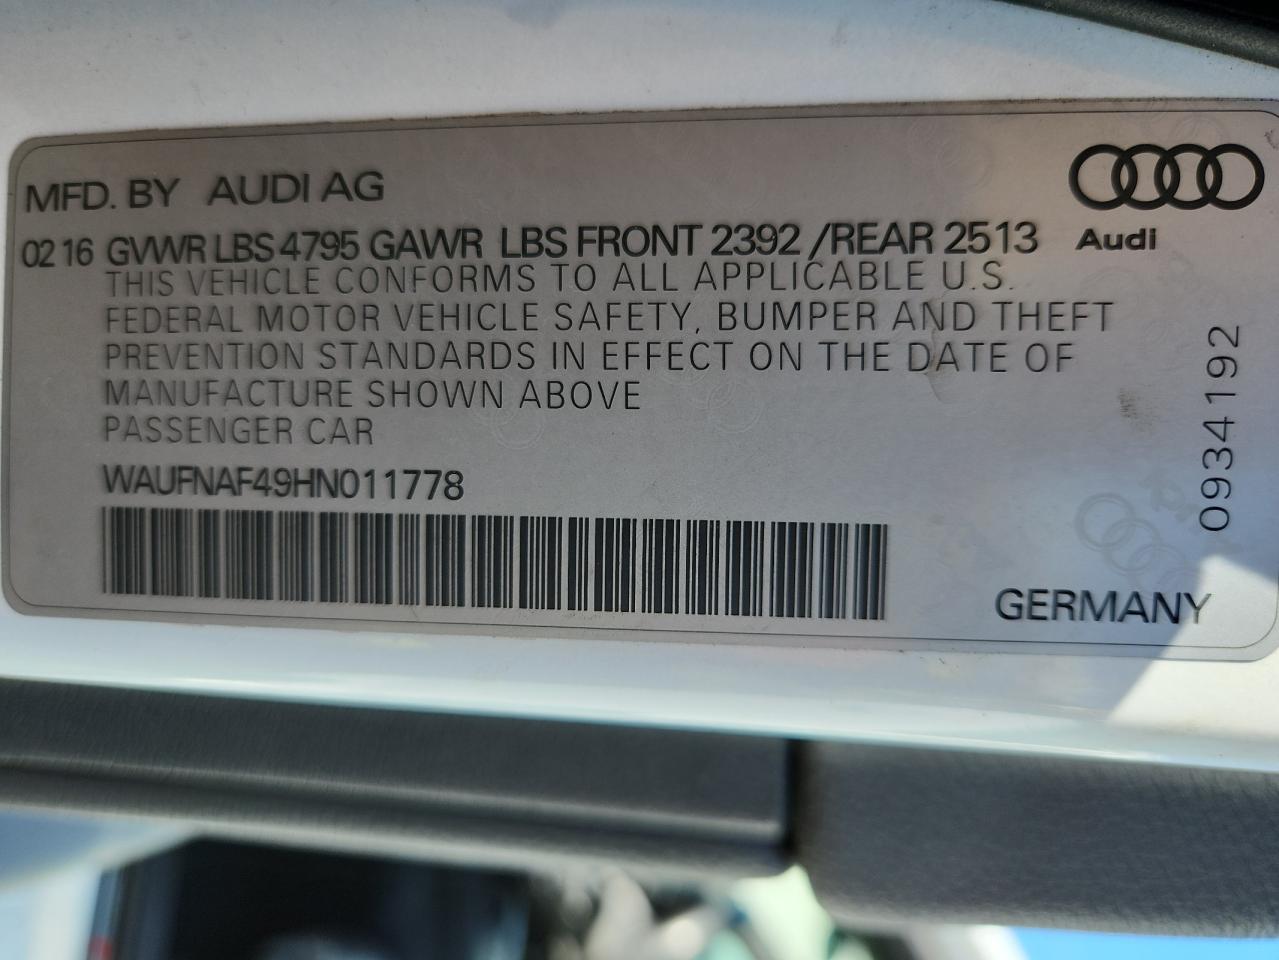 MFD. BY AUDI AG
02 16 GVWR LBS 4795 GAWR LBS FRONT 2392 /REAR 2513
Audi
THIS VEHICLE CONFORMS TO ALL APPLICABLE U.S.
FEDERAL MOTOR VEHICLE SAFETY, BUMPER AND THEFT
PREVENTION STANDARDS IN EFFECT ON THE DATE OF
MANUFACTURE SHOWN ABOVE
PASSENGER CAR
WAUFNAF49HN011778
0934192
GERMANY